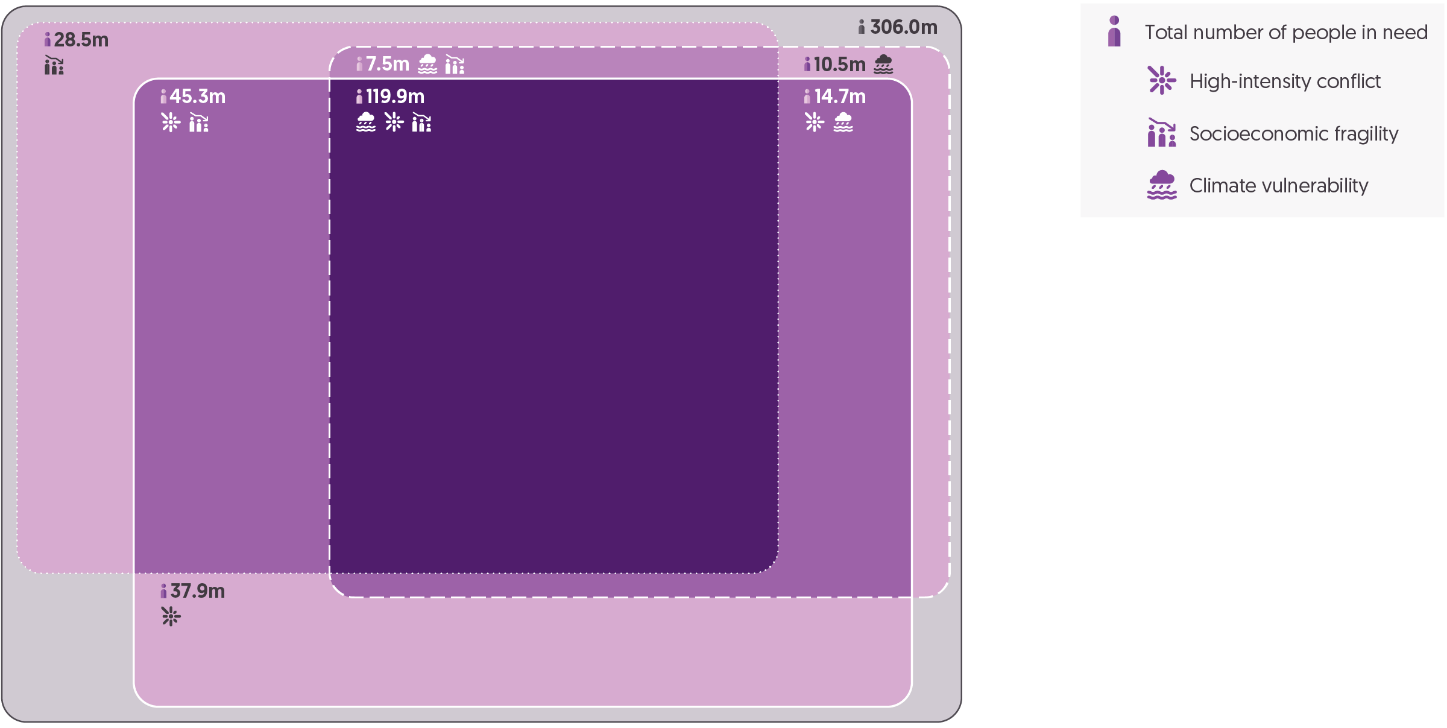 306.0m
28.5m
7.5m
10.5m
45.3m
119.9m
14.7m
37.9m
Total number of people in need
High-intensity conflict
Socioeconomic fragility
Climate vulnerability